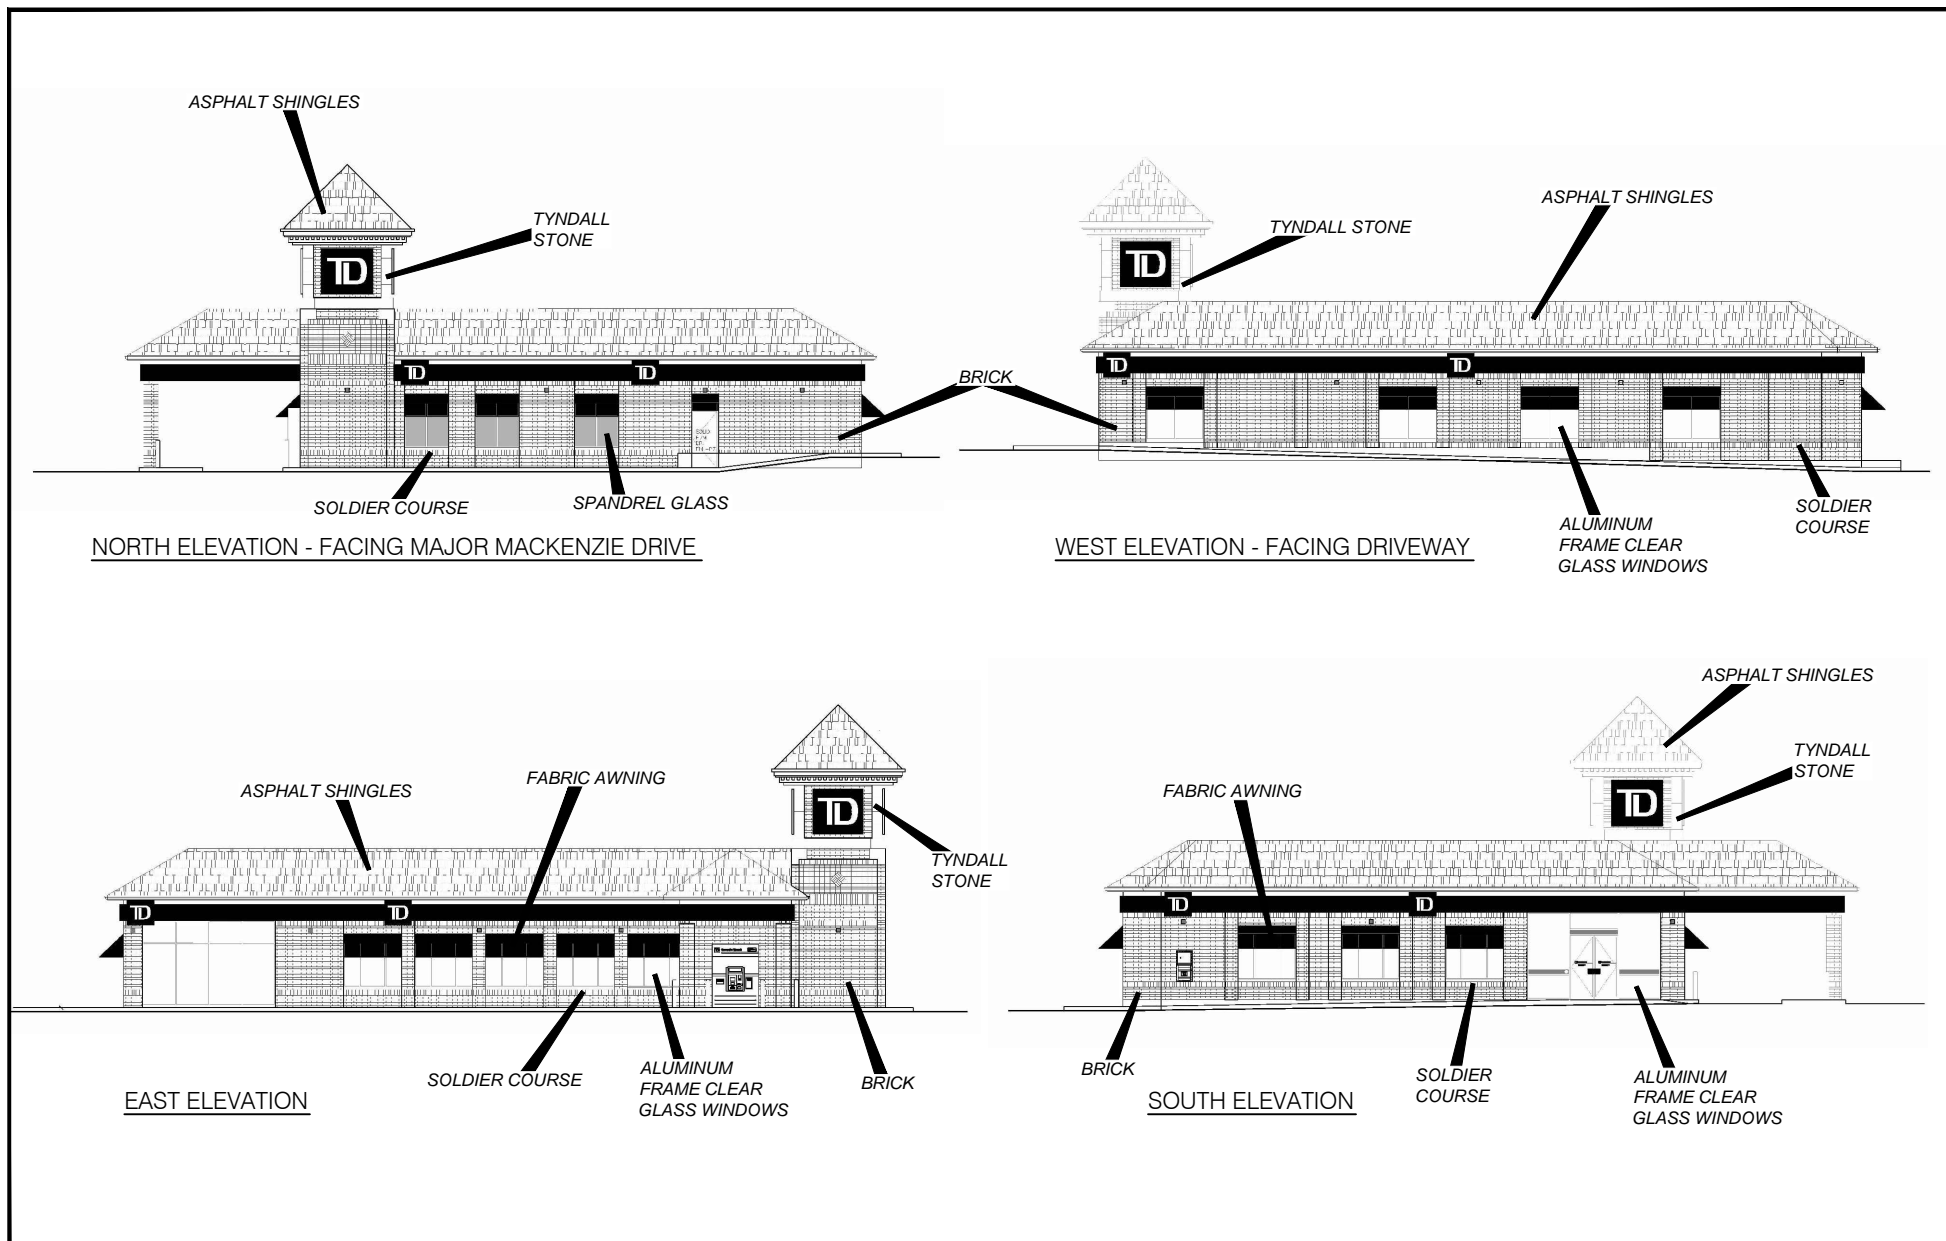 ASPHALT SHINGLES
TYNDALL
STONE
TD
TD
TD
BRICK
SOLDIER COURSE
SPANDREL GLASS
NORTH ELEVATION - FACING MAJOR MACKENZIE DRIVE
ASPHALT SHINGLES
TYNDALL STONE
TD
TD
TD
SOLDIER
COURSE
ALUMINUM
FRAME CLEAR
GLASS WINDOWS
WEST ELEVATION - FACING DRIVEWAY
FABRIC AWNING
ASPHALT SHINGLES
TD
TYNDALL
STONE
TD
TD
SOLDIER COURSE
ALUMINUM
FRAME CLEAR
GLASS WINDOWS
BRICK
EAST ELEVATION
ASPHALT SHINGLES
TYNDALL
STONE
FABRIC AWNING
TD
TD
TD
BRICK
SOLDIER
COURSE
ALUMINUM
FRAME CLEAR
GLASS WINDOWS
SOUTH ELEVATION